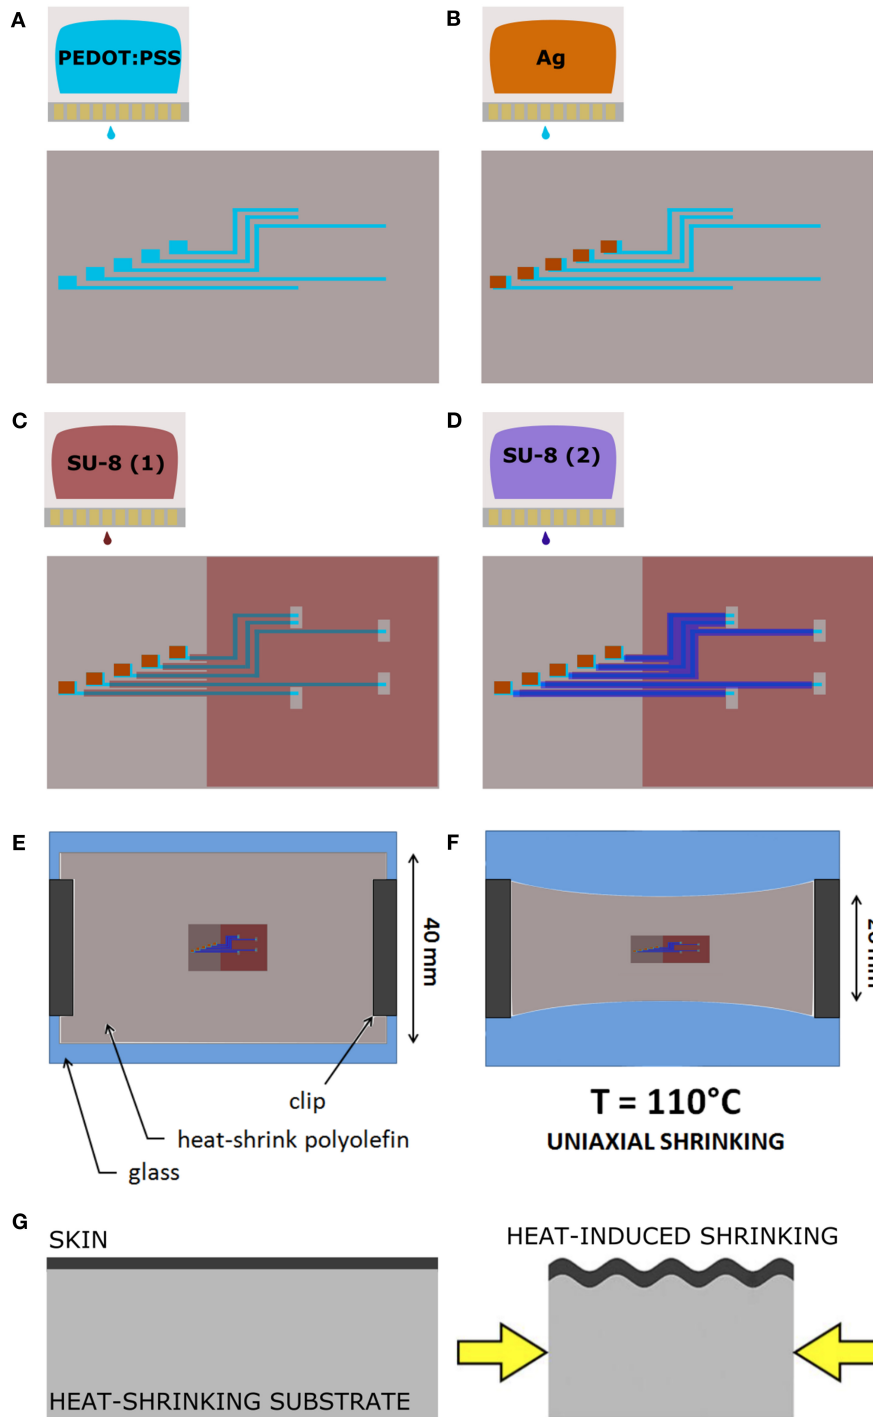 A
PEDOT:PSS
B
Ag
C
SU-8 (1)
D
SU-8 (2)
E
40 mm
clip
heat-shrink polyolefin
glass
F
mm
T = 110°C
UNIAXIAL SHRINKING
G
SKIN
HEAT-SHRINKING SUBSTRATE
HEAT-INDUCED SHRINKING